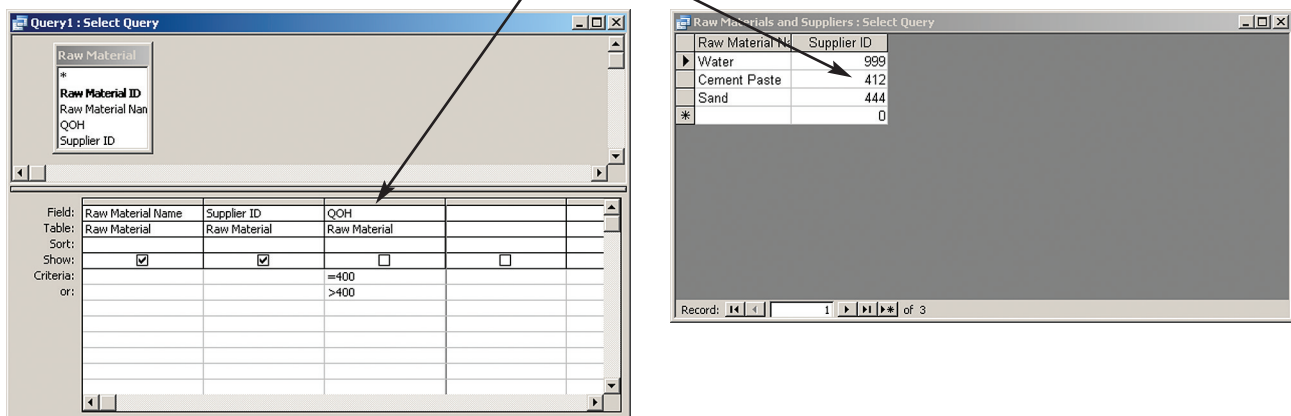 Query1 : Select Query
Raw Material
*
Raw Material ID
Raw Material Nan
QOH
Supplier ID
Field: Raw Material Name Supplier ID QOH
Table: Raw Material Raw Material Raw Material
Sort:
Show:
Criteria: =400
or: >400
Raw Materials and Suppliers : Select Query
Raw Material Na Supplier ID
Water 999
Cement Paste 412
Sand 444
* 0
Record: 1 of 3